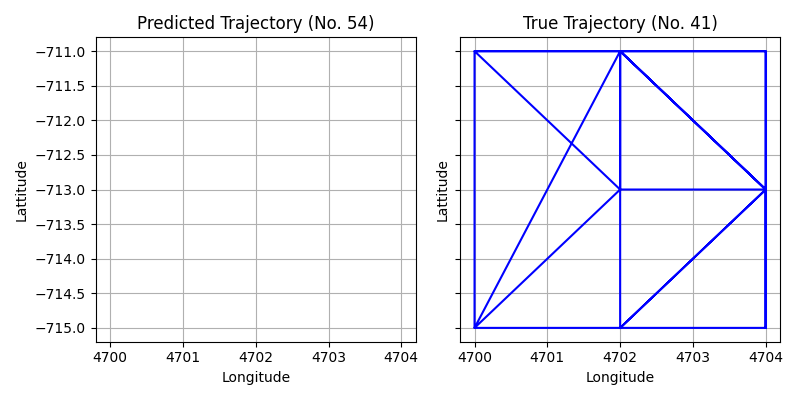 Predicted Trajectory (No. 54)
True Trajectory (No. 41)
Lattitude
−711.0
−711.5
−712.0
−712.5
−713.0
−713.5
−714.0
−714.5
−715.0
4700 4701 4702 4703 4704
Longitude
Lattitude
4700 4701 4702 4703 4704
Longitude